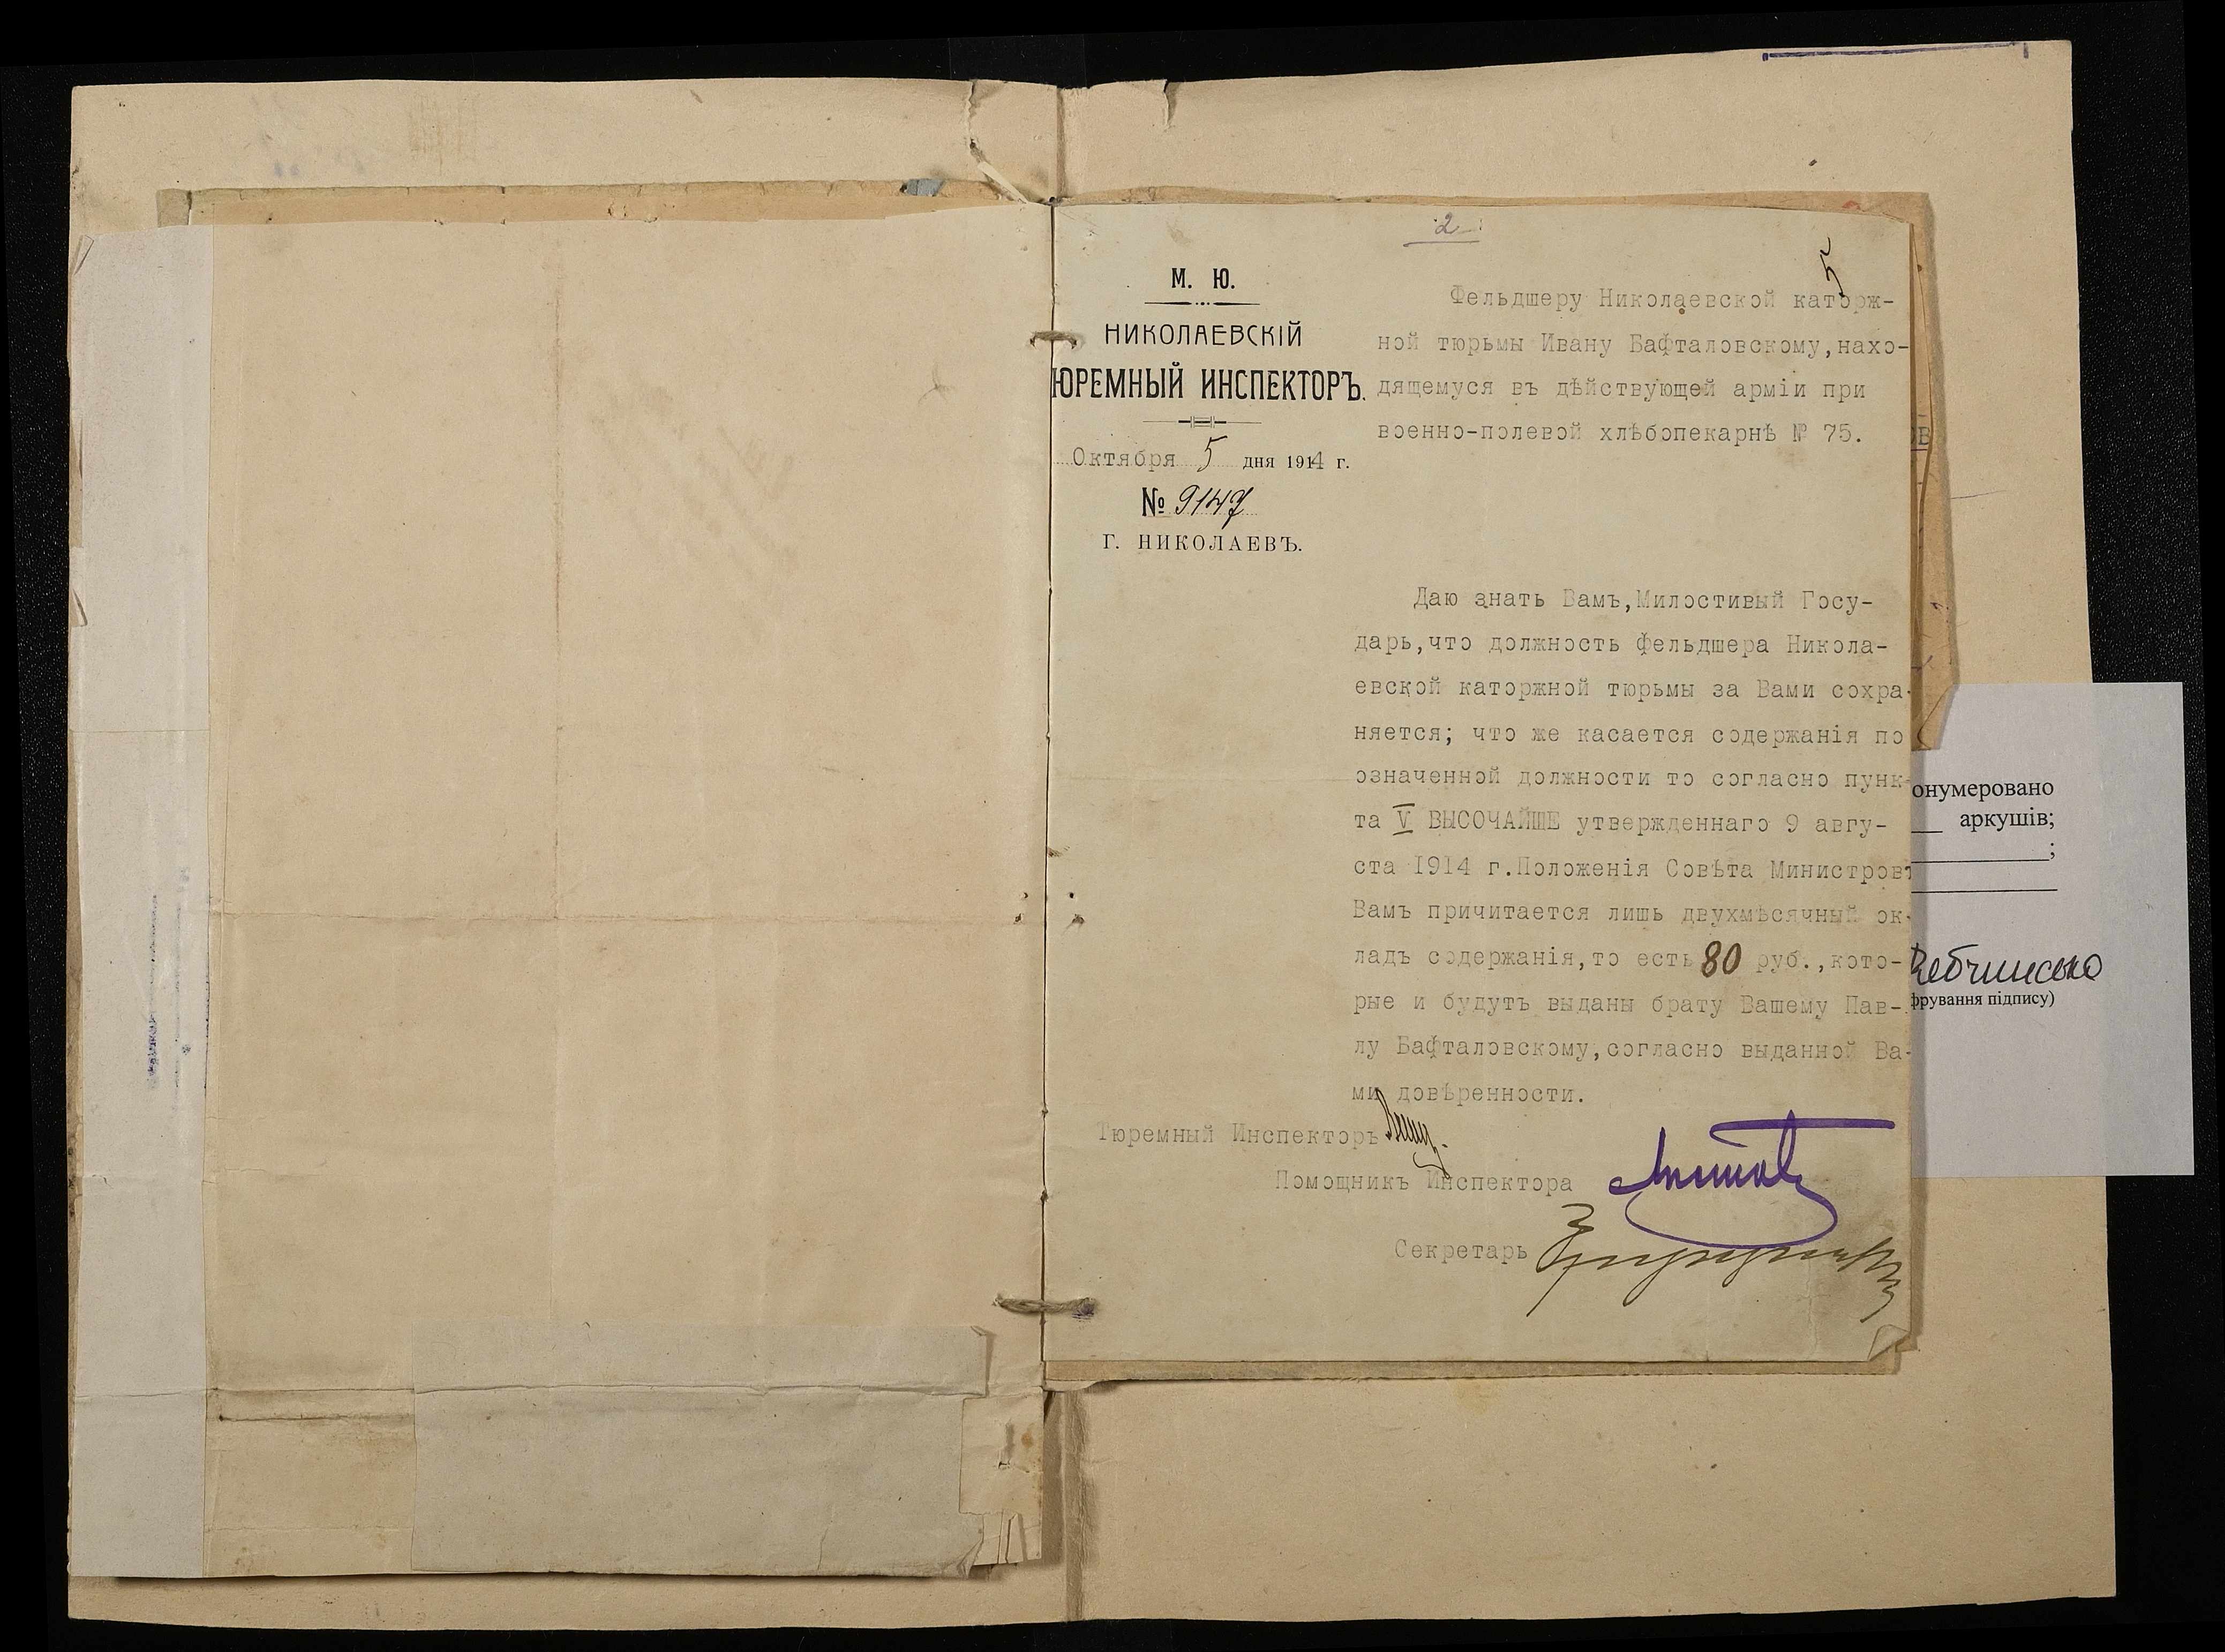 2
5
М. Ю.
НИКОЛАЕВСКІЙ
ЮРЕМНЫЙ ИНСПЕКТОРЪ.
Октября 5 дня 1914 г.
№ 9147
Г. НИКОЛАЕВЪ.
Фельдшеру Николаевской каторж-
ной тюрьмы Ивану Бафталовскому,нахо-
дящемуся въ дѣйствующей арміи при
военно-полевой хлѣбопекарнѣ № 75.
Даю знать Вамъ,Милостивый Госу-
дарь,что должность фельдшера Никола-
евской каторжной тюрьмы за Вами сохра-
няется; что же касается содержанія по
означенной должности то согласно пунк-
та V ВЫСОЧАЙШЕ утвержденнаго 9 авгу-
ста 1914 г.Положенія Совѣта Министровъ
Вамъ причитается лишь двухмѣсячный ок-
ладъ содержанія,то есть 80 руб.,кото-
рые и будутъ выданы брату Вашему Пав-
лу Бафталовскому,согласно выданной Ва-
ми довѣренности.
Тюремный Инспекторъ
Помощникъ Инспектора
Секретарь
ОВ
онумеровано
аркушів;
;
фрування підпису)